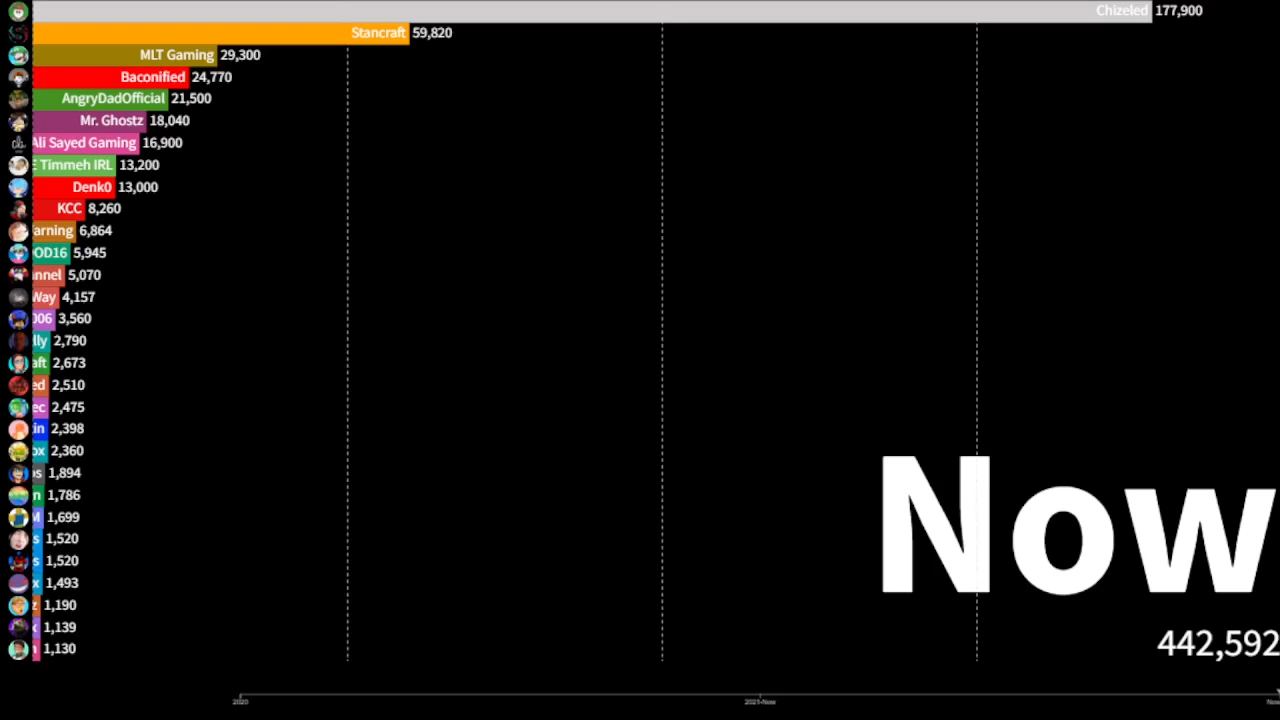 Chizeled 177,900
Stancraft 59,820
MLT Gaming 29,300
Baconified 24,770
AngryDadOfficial 21,500
Mr. Ghostz 18,040
Ali Sayed Gaming 16,900
E Timmeh IRL 13,200
Denk0 13,000
KCC 8,260
arning 6,864
OD16 5,945
nnel 5,070
Way 4,157
006 3,560
lly 2,790
aft 2,673
ed 2,510
ec 2,475
in 2,398
ox 2,360
os 1,894
n 1,786
M 1,699
s 1,520
s 1,520
x 1,493
z 1,190
x 1,139
n 1,130
Now
442,592
2020 2021-Now Now